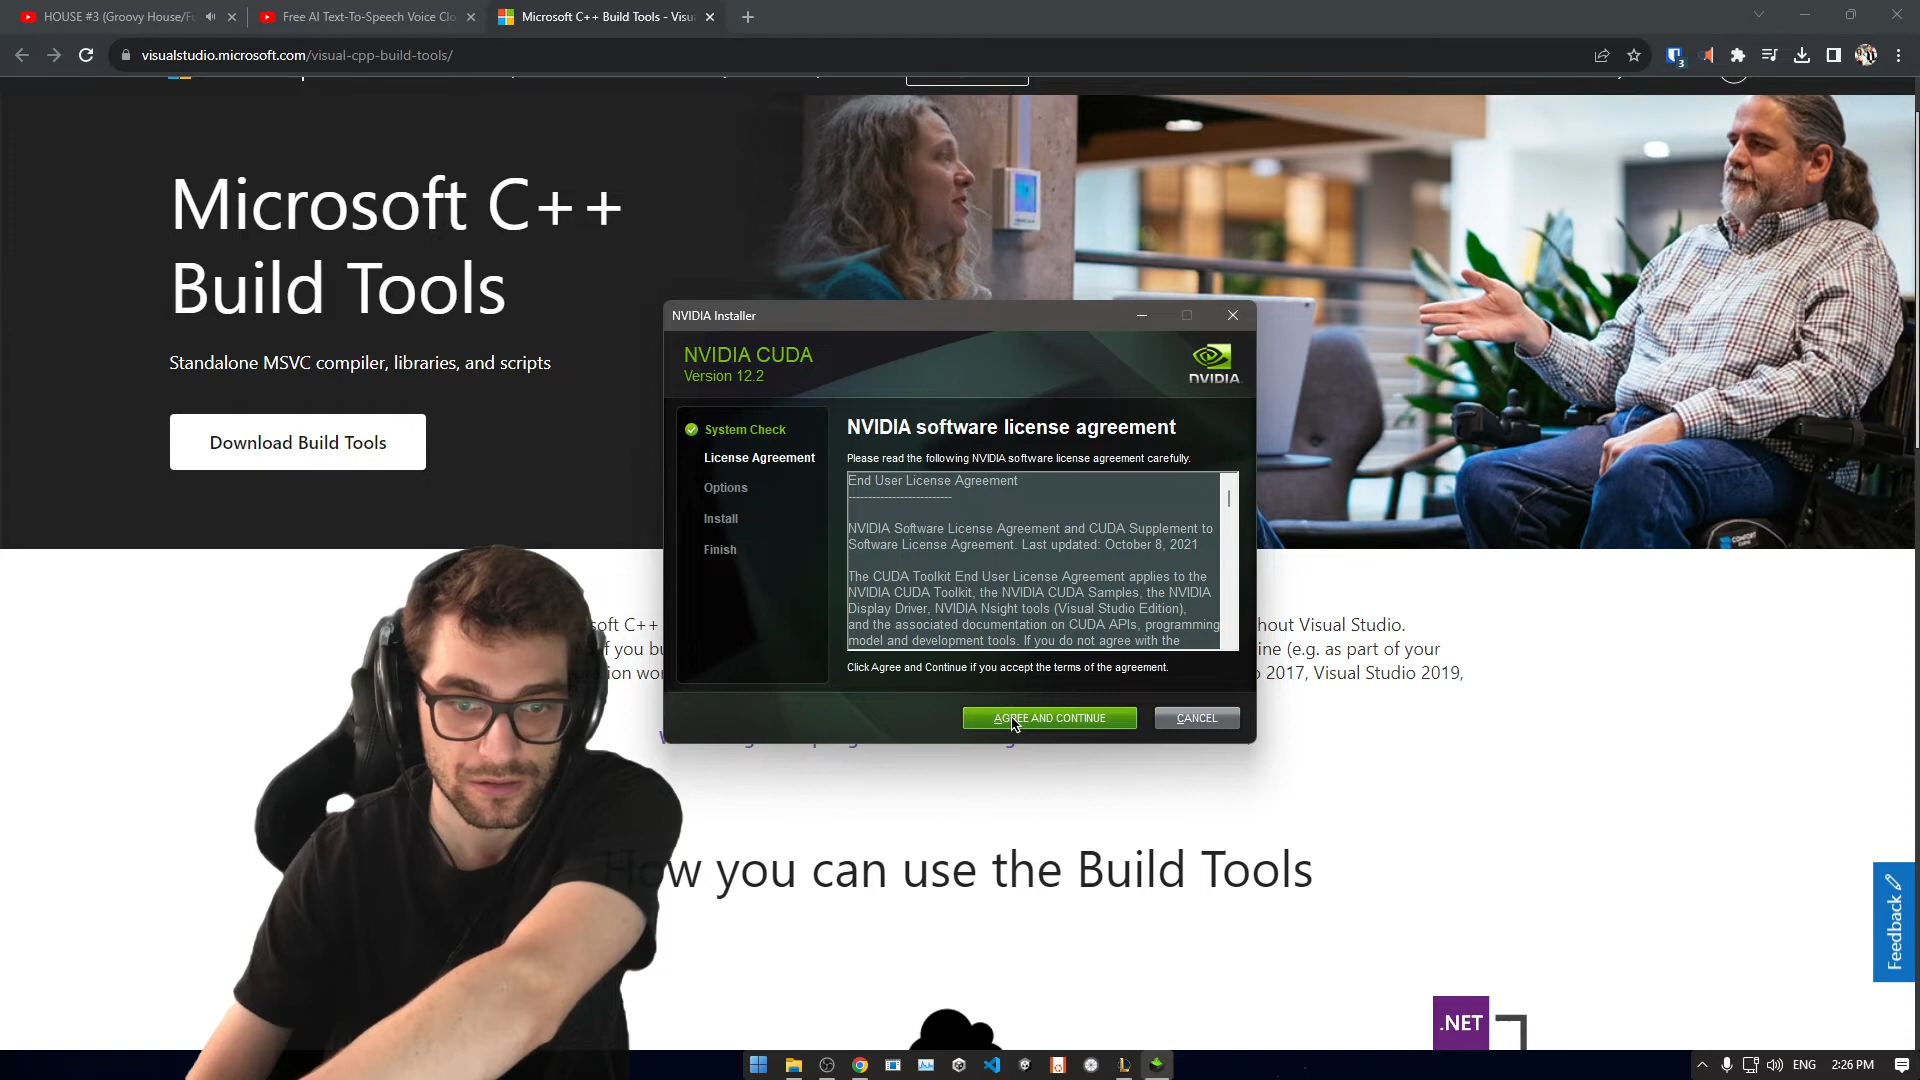 HOUSE #3 (Groovy House/Fu
Free AI Text-To-Speech Voice Clo
Microsoft C++ Build Tools - Visu
visualstudio.microsoft.com/visual-cpp-build-tools/
3
Microsoft C++
Build Tools
Standalone MSVC compiler, libraries, and scripts
Download Build Tools
NVIDIA Installer
NVIDIA CUDA
Version 12.2
NVIDIA.
System Check
License Agreement
Options
Install
Finish
NVIDIA software license agreement
Please read the following NVIDIA software license agreement carefully.
End User License Agreement
--------------------------
NVIDIA Software License Agreement and CUDA Supplement to
Software License Agreement. Last updated: October 8, 2021
The CUDA Toolkit End User License Agreement applies to the
NVIDIA CUDA Toolkit, the NVIDIA CUDA Samples, the NVIDIA
Display Driver, NVIDIA Nsight tools (Visual Studio Edition),
and the associated documentation on CUDA APIs, programming
model and development tools. If you do not agree with the
Click Agree and Continue if you accept the terms of the agreement.
AGREE AND CONTINUE
CANCEL
soft C++ hout Visual Studio.
f you bu ine (e.g. as part of your
ion wor 2017, Visual Studio 2019,
How you can use the Build Tools
Feedback
.NET
ENG
2:26 PM